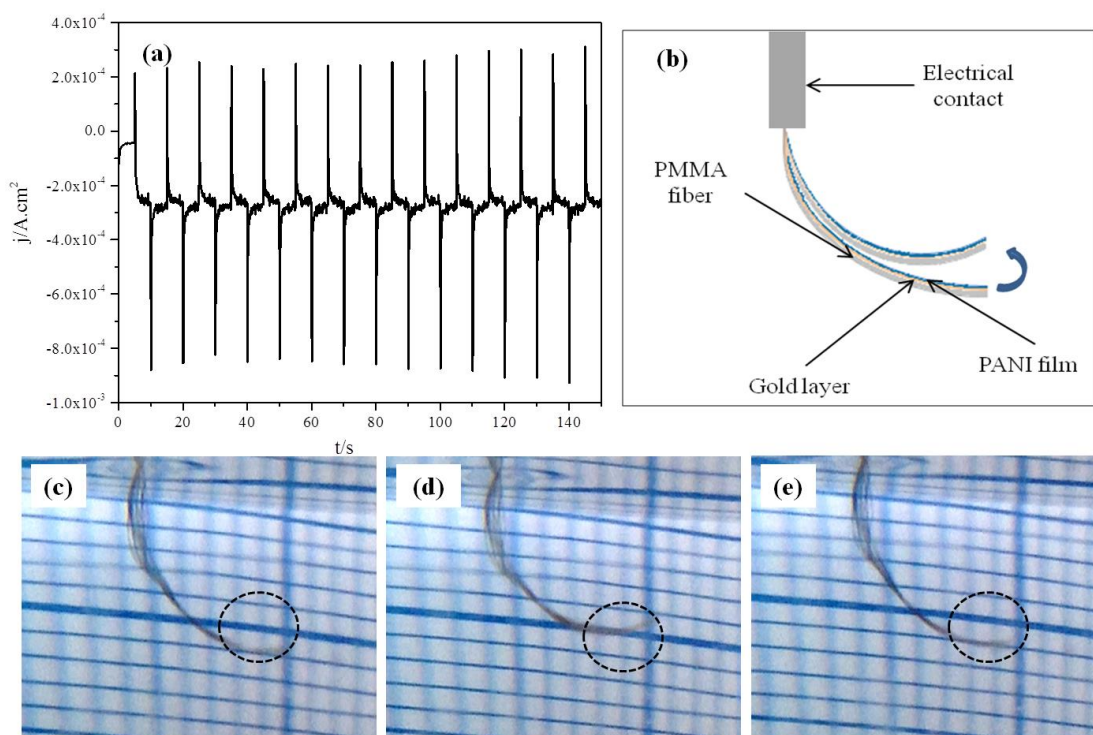 (a)
j/A.cm²
4.0x10⁻⁴
2.0x10⁻⁴
0.0
-2.0x10⁻⁴
-4.0x10⁻⁴
-6.0x10⁻⁴
-8.0x10⁻⁴
-1.0x10⁻³
0 20 40 60 80 100 120 140
t/s
(b)
Electrical
contact
PMMA
fiber
PANI film
Gold layer
(c)
(d)
(e)